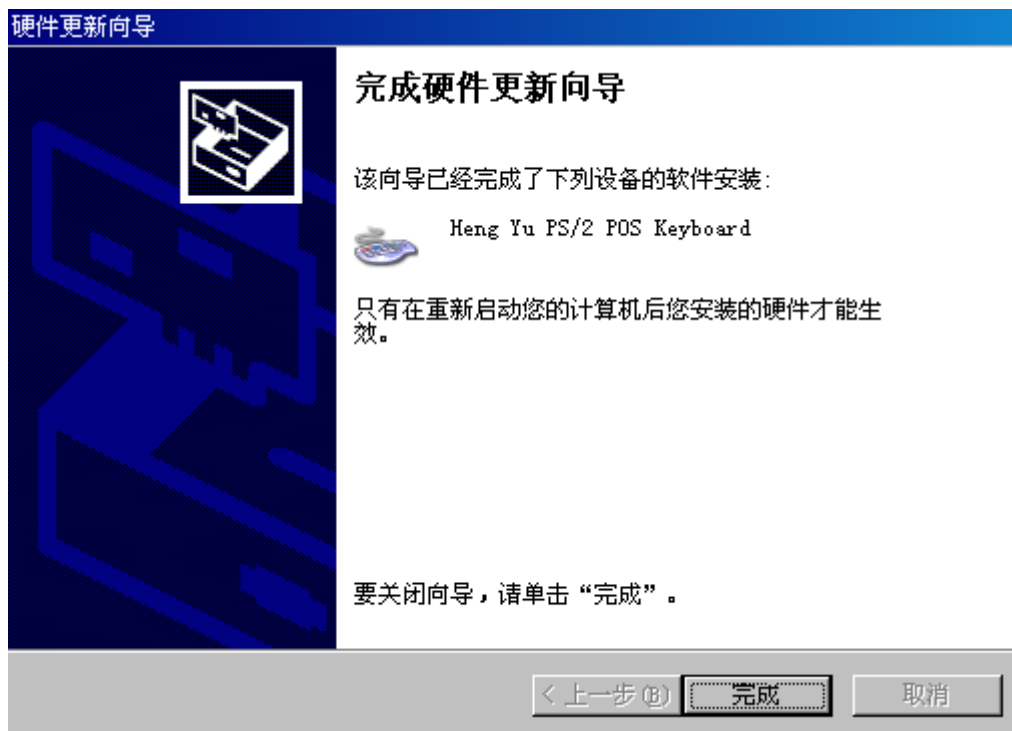 硬件更新向导
完成硬件更新向导
该向导已经完成了下列设备的软件安装:
Heng Yu PS/2 POS Keyboard
只有在重新启动您的计算机后您安装的硬件才能生
效。
要关闭向导，请单击“完成”。
< 上一步(B) 完成 取消